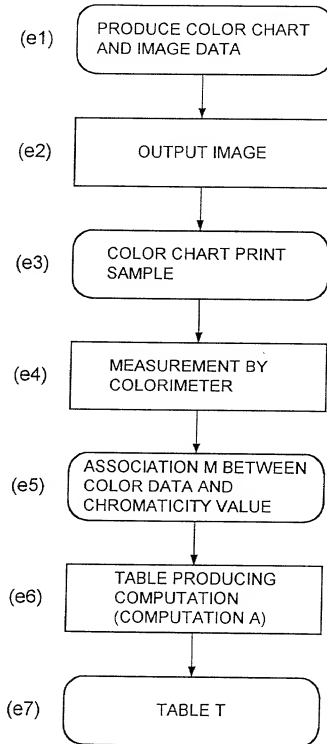 (e1)
PRODUCE COLOR CHART
AND IMAGE DATA
(e2)
OUTPUT IMAGE
(e3)
COLOR CHART PRINT
SAMPLE
(e4)
MEASUREMENT BY
COLORIMETER
(e5)
ASSOCIATION M BETWEEN
COLOR DATA AND
CHROMATICITY VALUE
(e6)
TABLE PRODUCING
COMPUTATION
(COMPUTATION A)
(e7)
TABLE T